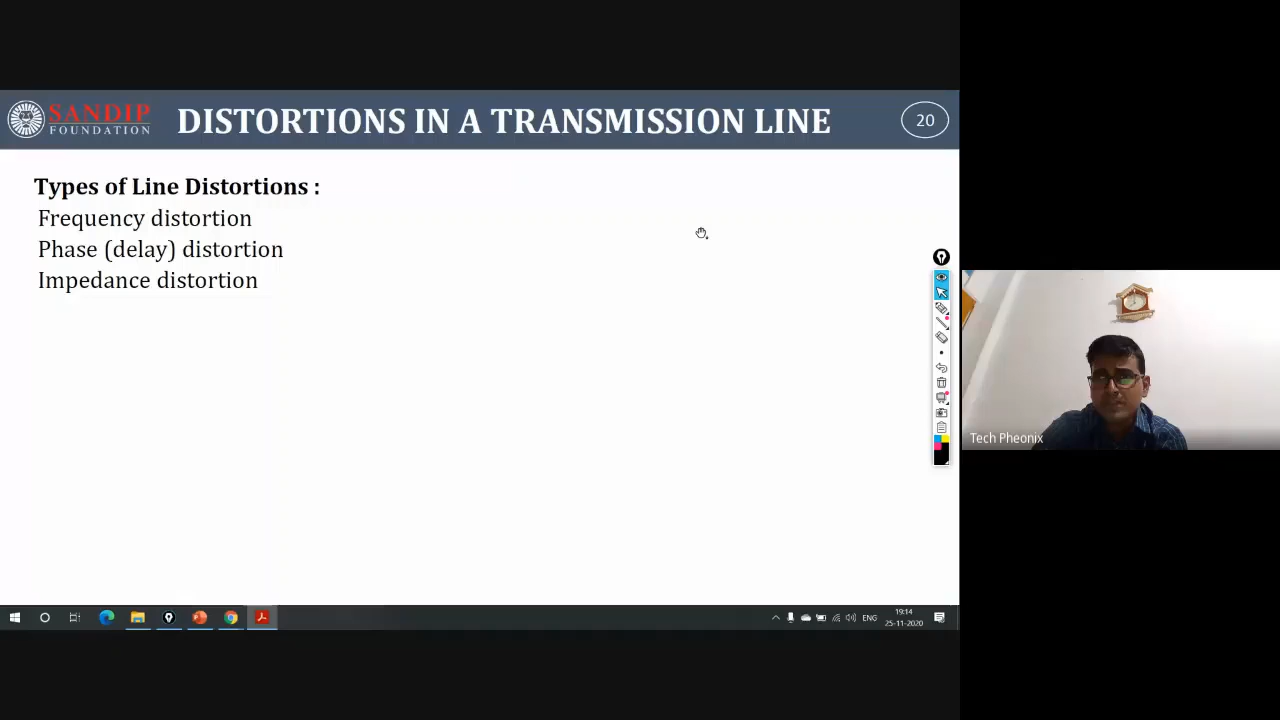 SANDIP
FOUNDATION
DISTORTIONS IN A TRANSMISSION LINE
20
Types of Line Distortions :
Frequency distortion
Phase (delay) distortion
Impedance distortion
Tech Pheonix
ENG
19:14
25-11-2020